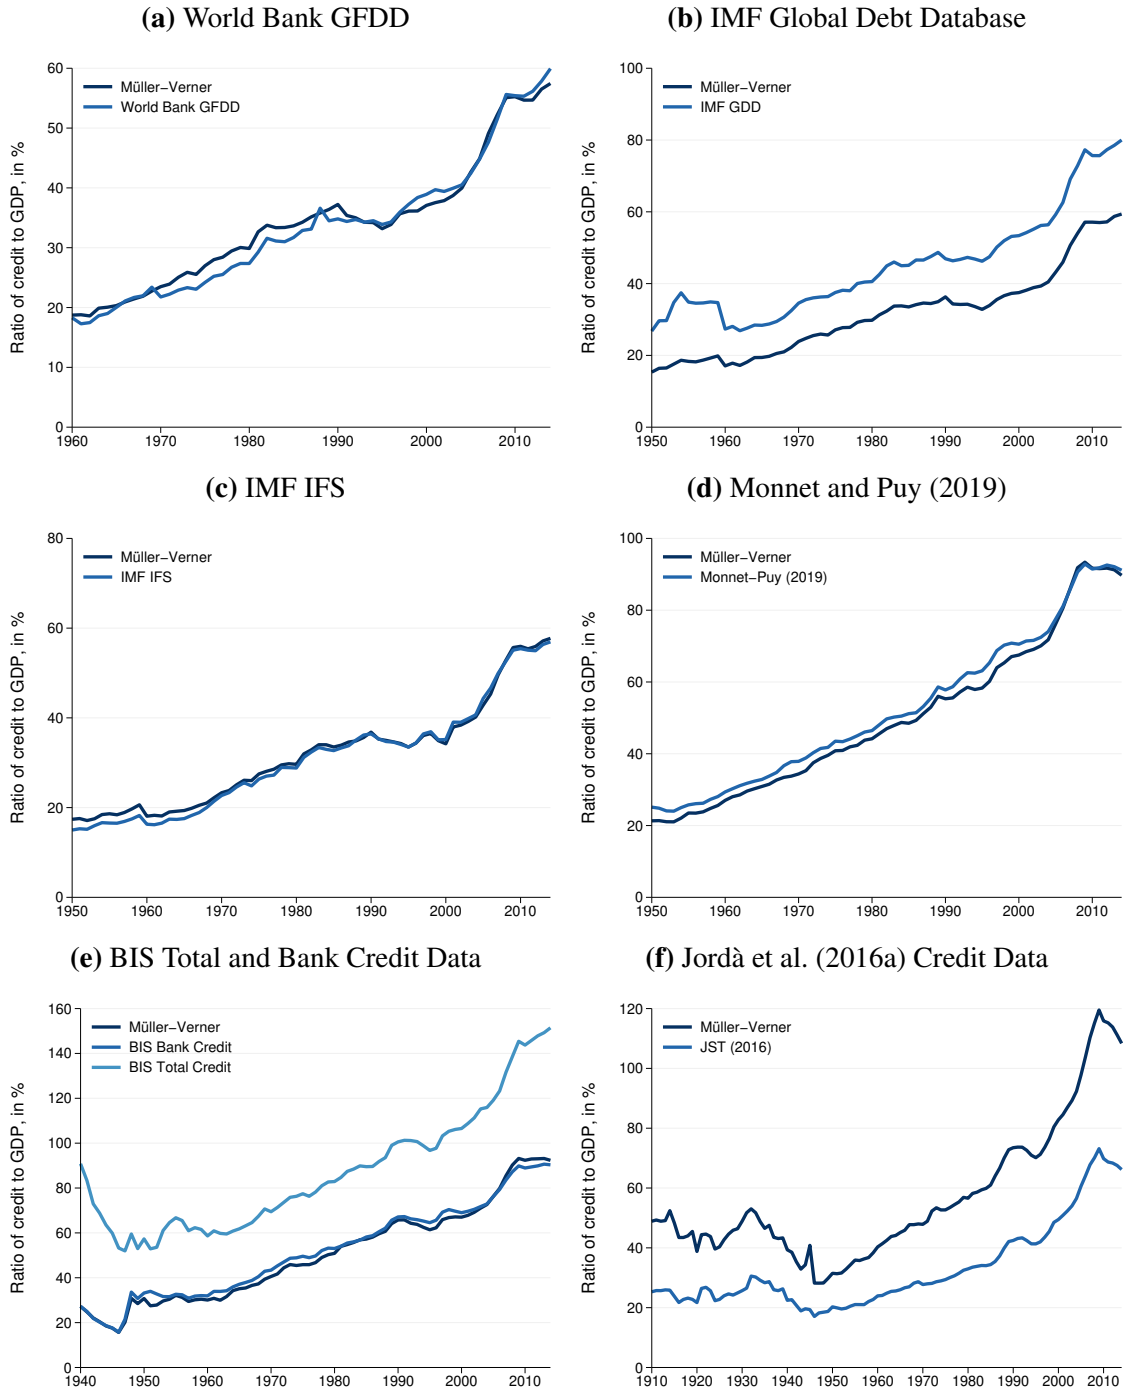 (a) World Bank GFDD
Ratio of credit to GDP, in %
60
50
40
30
20
10
0
Müller−Verner
World Bank GFDD
1960 1970 1980 1990 2000 2010
(b) IMF Global Debt Database
Ratio of credit to GDP, in %
100
80
60
40
20
0
Müller−Verner
IMF GDD
1950 1960 1970 1980 1990 2000 2010
(c) IMF IFS
Ratio of credit to GDP, in %
80
60
40
20
0
Müller−Verner
IMF IFS
1950 1960 1970 1980 1990 2000 2010
(d) Monnet and Puy (2019)
Ratio of credit to GDP, in %
100
80
60
40
20
0
Müller−Verner
Monnet−Puy (2019)
1950 1960 1970 1980 1990 2000 2010
(e) BIS Total and Bank Credit Data
Ratio of credit to GDP, in %
160
140
120
100
80
60
40
20
0
Müller−Verner
BIS Bank Credit
BIS Total Credit
1940 1950 1960 1970 1980 1990 2000 2010
(f) Jordà et al. (2016a) Credit Data
Ratio of credit to GDP, in %
120
100
80
60
40
20
0
Müller−Verner
JST (2016)
1910 1920 1930 1940 1950 1960 1970 1980 1990 2000 2010